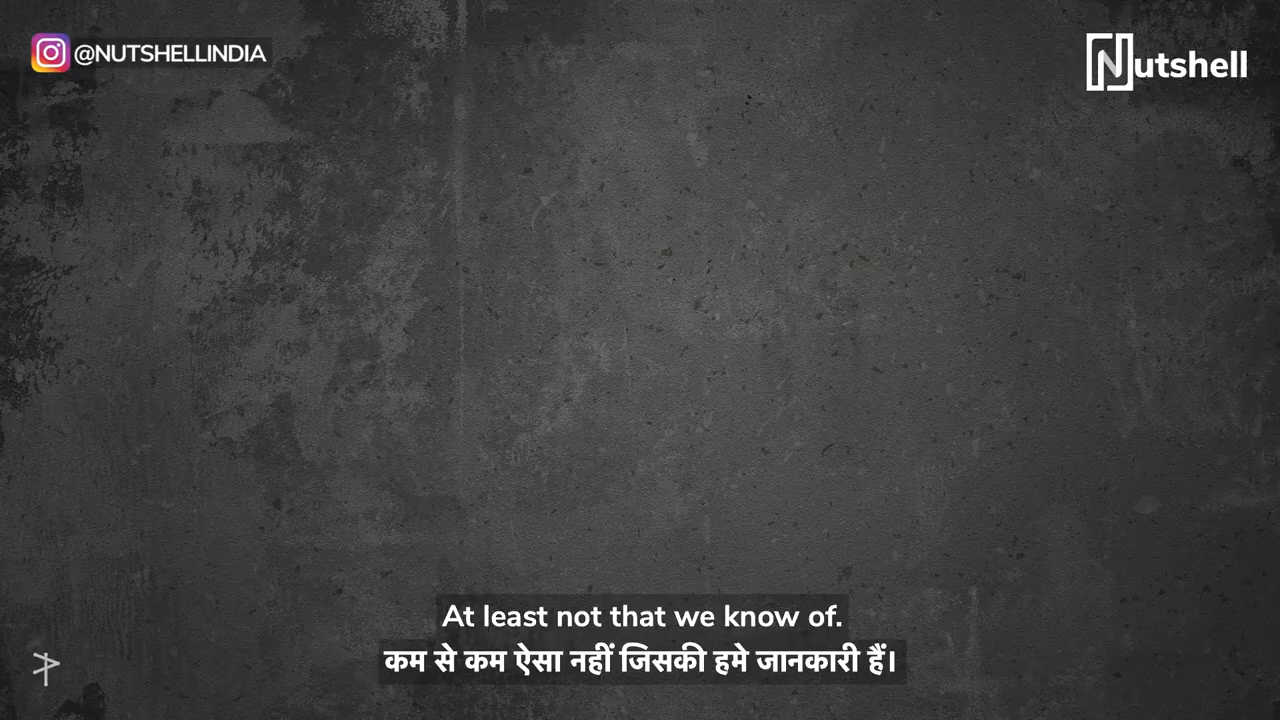 @NUTSHELLINDIA
Nutshell
At least not that we know of.
कम से कम ऐसा नहीं जिसकी हमे जानकारी हैं।